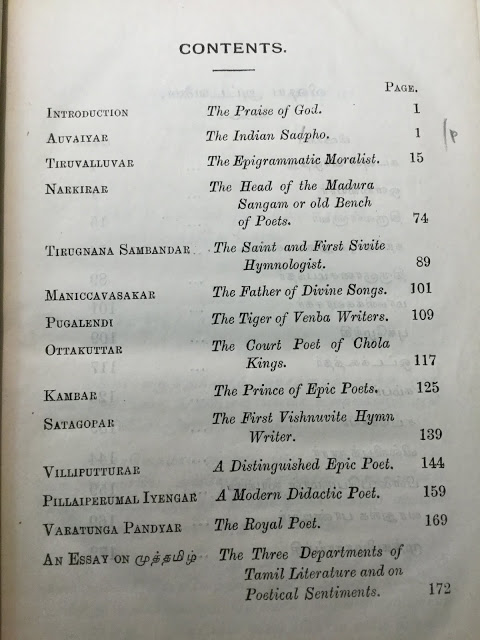 CONTENTS.
PAGE.
INTRODUCTION The Praise of God. 1
AUVAIYAR The Indian Sadpho. 1
TIRUVALLUVAR The Epigrammatic Moralist. 15
NARKIRAR The Head of the Madura
Sangam or old Bench
of Poets. 74
TIRUGNANA SAMBANDAR The Saint and First Sivite
Hymnologist. 89
MANICCAVASAKAR The Father of Divine Songs. 101
PUGALENDI The Tiger of Venba Writers. 109
OTTAKUTTAR The Court Poet of Chola
Kings. 117
KAMBAR The Prince of Epic Poets. 125
SATAGOPAR The First Vishnuvite Hymn
Writer. 139
VILLIPUTTURAR A Distinguished Epic Poet. 144
PILLAIPERUMAL IYENGAR A Modern Didactic Poet. 159
VARATUNGA PANDYAR The Royal Poet. 169
AN ESSAY ON முத்தமிழ் The Three Departments of
Tamil Literature and on
Poetical Sentiments. 172